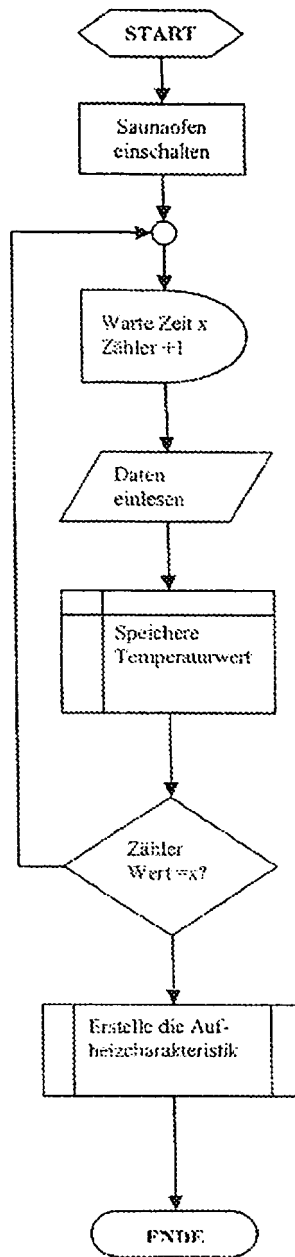 START
Saunaofen
einschalten
Warte Zeit x
Zähler +1
Daten
einlesen
Speichere
Temperaturwert
Zähler
Wert =x?
Erstelle die Auf-
heizcharakteristik
ENDE